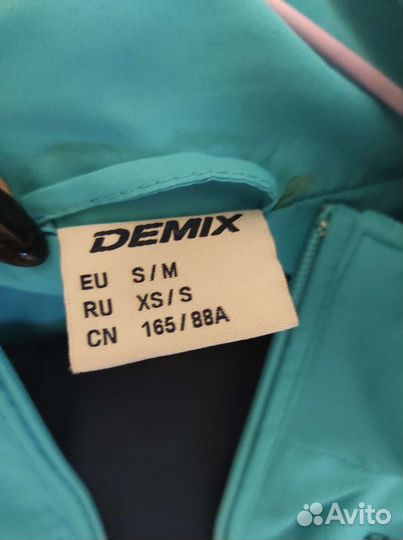 DEMIX
EU S/M
RU XS/S
CN 165/88A
Avito